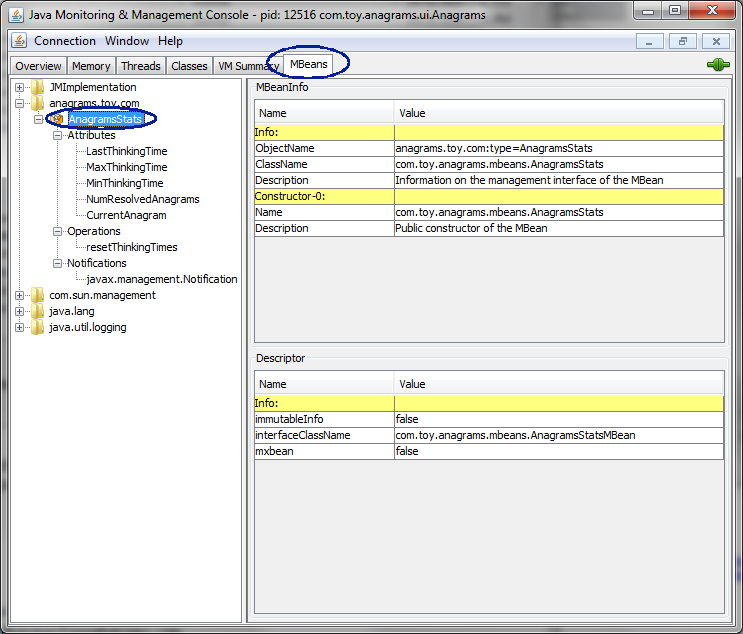 Java Monitoring & Management Console - pid: 12516 com.toy.anagrams.ui.Anagrams
Connection Window Help
Overview Memory Threads Classes VM Summary MBeans
JMImplementation
anagrams.toy.com
AnagramsStats
Attributes
LastThinkingTime
MaxThinkingTime
MinThinkingTime
NumResolvedAnagrams
CurrentAnagram
Operations
resetThinkingTimes
Notifications
javax.management.Notification
com.sun.management
java.lang
java.util.logging
MBeanInfo
Name Value
Info:
ObjectName anagrams.toy.com:type=AnagramsStats
ClassName com.toy.anagrams.mbeans.AnagramsStats
Description Information on the management interface of the MBean
Constructor-0:
Name com.toy.anagrams.mbeans.AnagramsStats
Description Public constructor of the MBean
Descriptor
Name Value
Info:
immutableInfo false
interfaceClassName com.toy.anagrams.mbeans.AnagramsStatsMBean
mxbean false